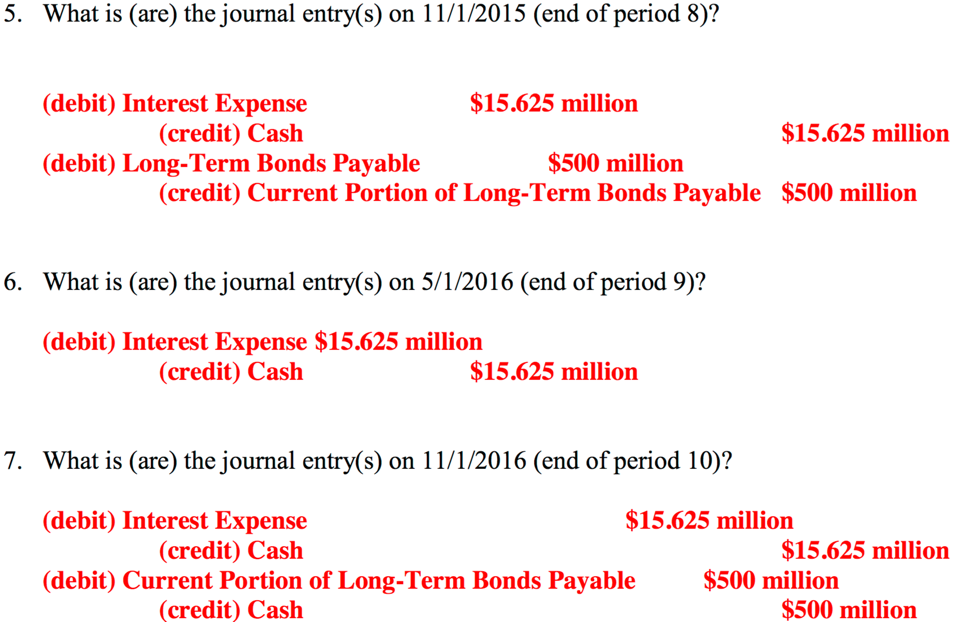 5. What is (are) the journal entry(s) on 11/1/2015 (end of period 8)?
(debit) Interest Expense $15.625 million
(credit) Cash $15.625 million
(debit) Long-Term Bonds Payable $500 million
(credit) Current Portion of Long-Term Bonds Payable $500 million
6. What is (are) the journal entry(s) on 5/1/2016 (end of period 9)?
(debit) Interest Expense $15.625 million
(credit) Cash $15.625 million
7. What is (are) the journal entry(s) on 11/1/2016 (end of period 10)?
(debit) Interest Expense $15.625 million
(credit) Cash $15.625 million
(debit) Current Portion of Long-Term Bonds Payable $500 million
(credit) Cash $500 million